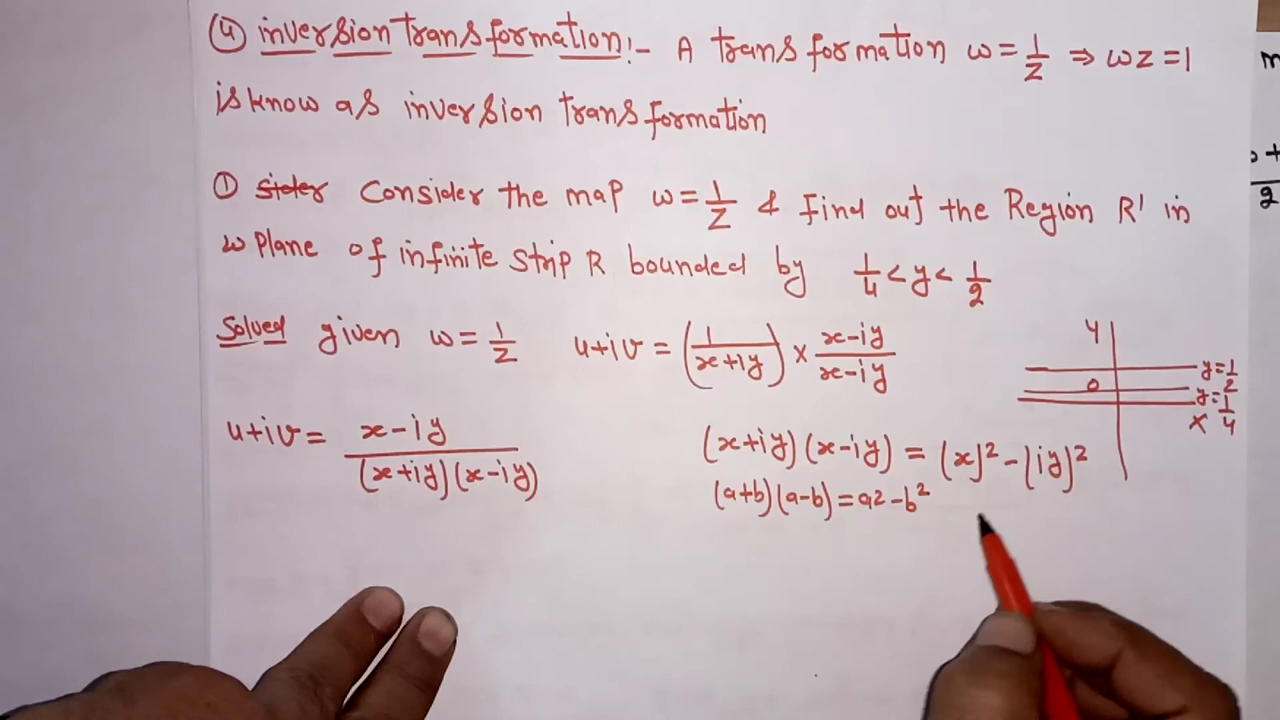 ④ inversion transformation:- A transformation w = 1/z ⇒ wz = 1
is know as inversion transformation
① Consider the map w = 1/z & Find out the Region R' in
w plane of infinite strip R bounded by 1/4 < y < 1/2
Solved given w = 1/z u+iv = (1/(x+iy)) × (x-iy)/(x-iy)
y
y=1/2
0
y=1/4
x
u+iv = (x-iy)/((x+iy)(x-iy))
(x+iy)(x-iy) = (x)² - (iy)²
(a+b)(a-b) = a2 - b²
2